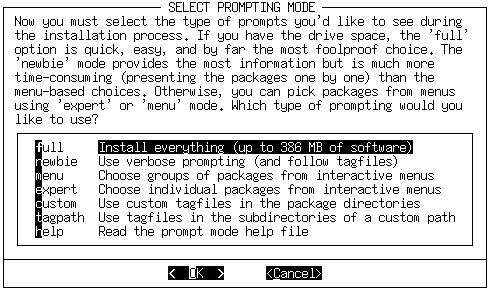 SELECT PROMPTING MODE
Now you must select the type of prompts you'd like to see during
the installation process. If you have the drive space, the 'full'
option is quick, easy, and by far the most foolproof choice. The
'newbie' mode provides the most information but is much more
time-consuming (presenting the packages one by one) than the
menu-based choices. Otherwise, you can pick packages from menus
using 'expert' or 'menu' mode. Which type of prompting would you
like to use?
full Install everything (up to 386 MB of software)
newbie Use verbose prompting (and follow tagfiles)
menu Choose groups of packages from interactive menus
expert Choose individual packages from interactive menus
custom Use custom tagfiles in the package directories
tagpath Use tagfiles in the subdirectories of a custom path
help Read the prompt mode help file
< OK > <Cancel>